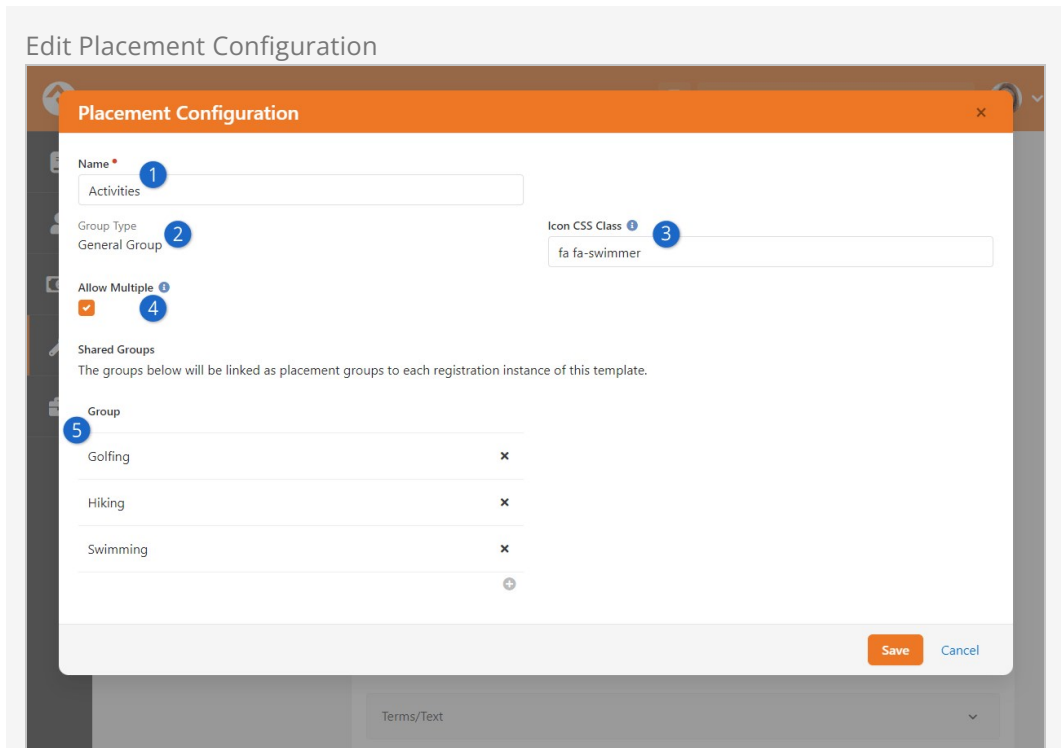 Edit Placement Configuration
Placement Configuration ×
Name •
1
Activities
Group Type
2
General Group
Icon CSS Class
3
fa fa-swimmer
Allow Multiple
4
Shared Groups
The groups below will be linked as placement groups to each registration instance of this template.
Group
5
Golfing ×
Hiking ×
Swimming ×
Save Cancel
Terms/Text